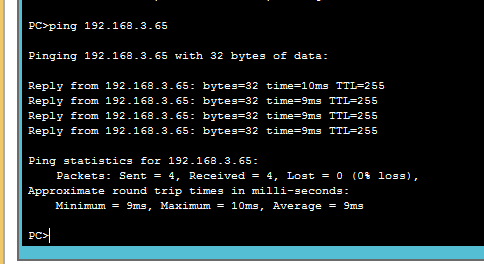 PC>ping 192.168.3.65
Pinging 192.168.3.65 with 32 bytes of data:
Reply from 192.168.3.65: bytes=32 time=10ms TTL=255
Reply from 192.168.3.65: bytes=32 time=9ms TTL=255
Reply from 192.168.3.65: bytes=32 time=9ms TTL=255
Reply from 192.168.3.65: bytes=32 time=9ms TTL=255
Ping statistics for 192.168.3.65:
Packets: Sent = 4, Received = 4, Lost = 0 (0% loss),
Approximate round trip times in milli-seconds:
Minimum = 9ms, Maximum = 10ms, Average = 9ms
PC>